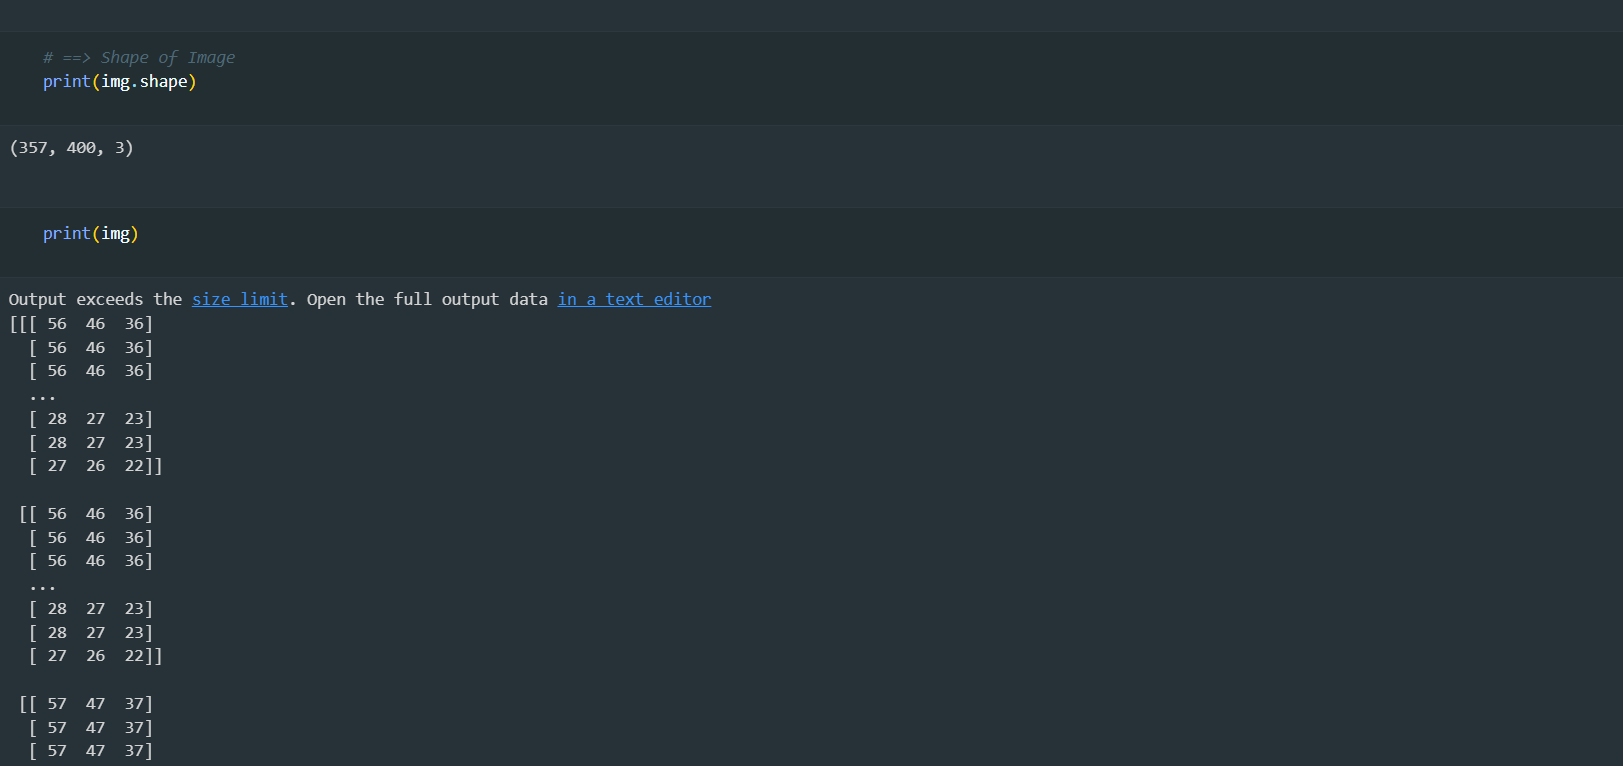 # ==> Shape of Image
print(img.shape)
(357, 400, 3)
print(img)
Output exceeds the size limit. Open the full output data in a text editor
[[[ 56  46  36]
  [ 56  46  36]
  [ 56  46  36]
  ...
  [ 28  27  23]
  [ 28  27  23]
  [ 27  26  22]]
 [[ 56  46  36]
  [ 56  46  36]
  [ 56  46  36]
  ...
  [ 28  27  23]
  [ 28  27  23]
  [ 27  26  22]]
 [[ 57  47  37]
  [ 57  47  37]
  [ 57  47  37]